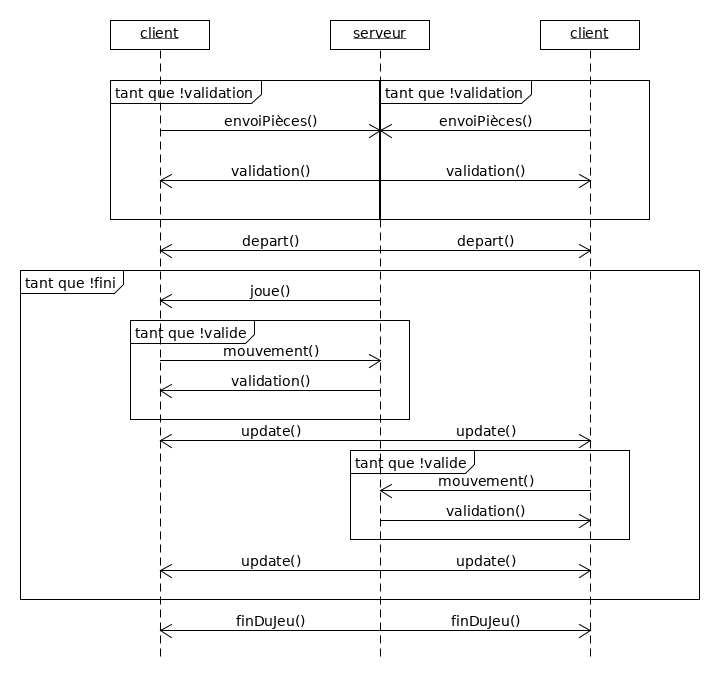 client serveur client
tant que !validation tant que !validation
envoiPièces() envoiPièces()
validation() validation()
depart() depart()
tant que !fini
joue()
tant que !valide
mouvement()
validation()
update() update()
tant que !valide
mouvement()
validation()
update() update()
finDuJeu() finDuJeu()